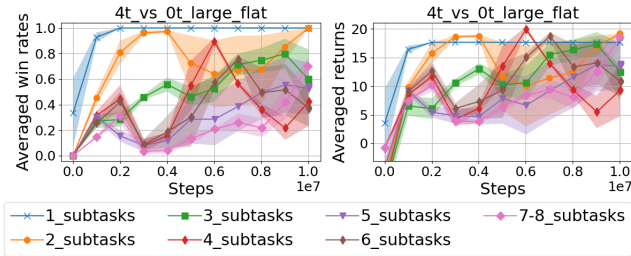 4t_vs_0t_large_flat
Averaged win rates
1.0
0.8
0.6
0.4
0.2
0.0
0.0 0.2 0.4 0.6 0.8 1.0
Steps 1e7
4t_vs_0t_large_flat
Averaged returns
20
15
10
5
0
0.0 0.2 0.4 0.6 0.8 1.0
Steps 1e7
1_subtasks 3_subtasks 5_subtasks 7-8_subtasks
2_subtasks 4_subtasks 6_subtasks